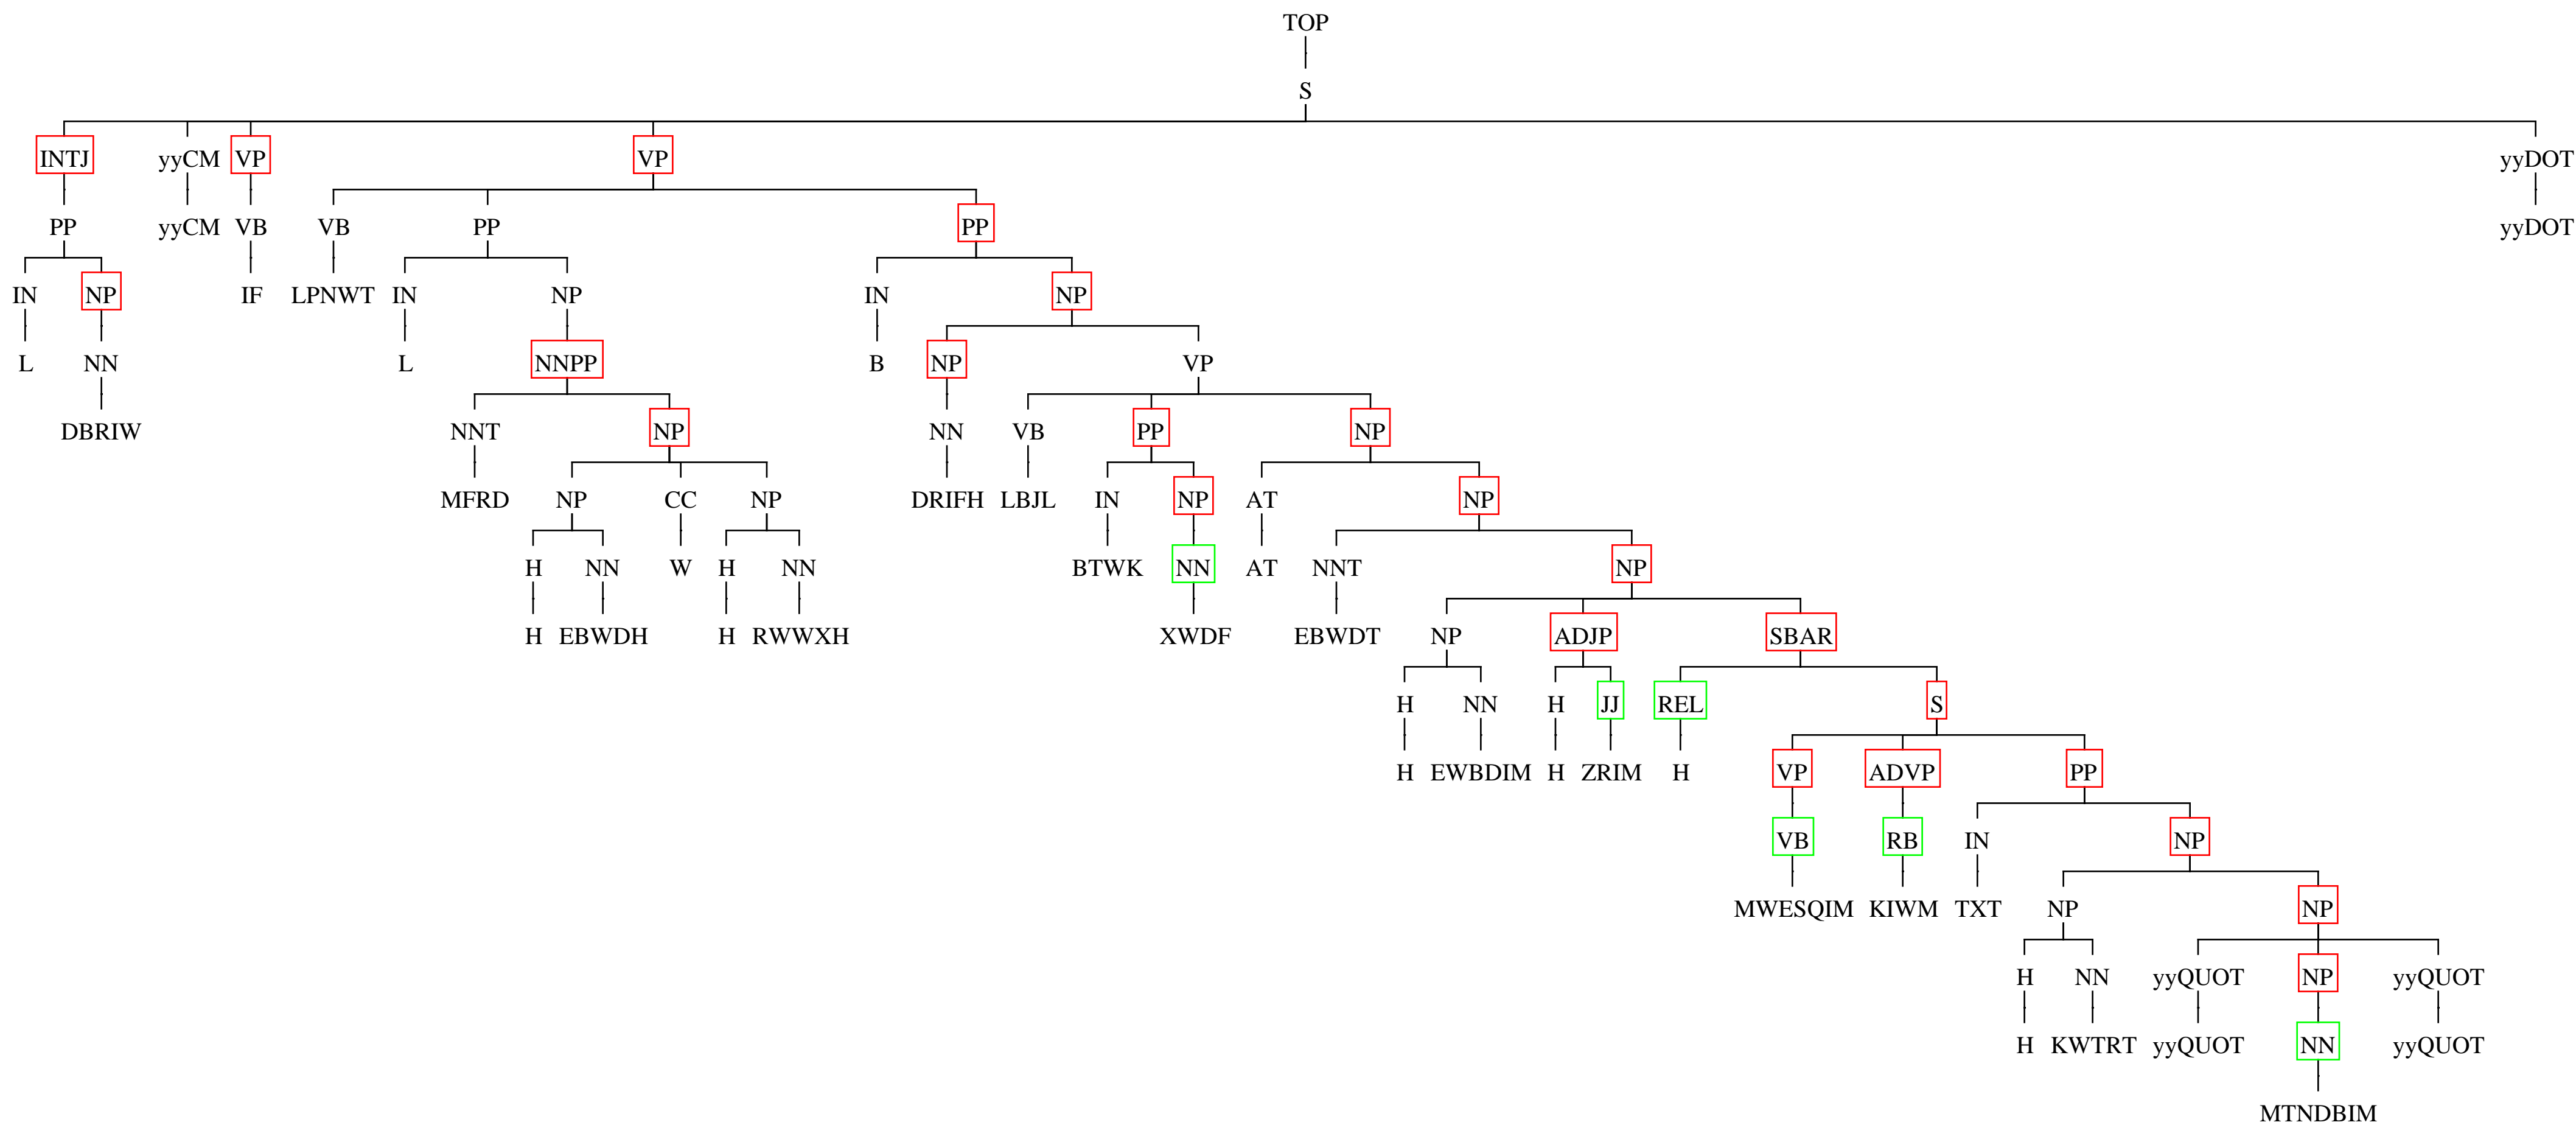 TOP
S
INTJ yyCM VP VP yyDOT
PP yyCM VB VB PP PP yyDOT
IN NP IF LPNWT IN NP IN NP
L NN L NNPP B NP VP
DBRIW NNT NP NN VB PP NP
MFRD NP CC NP DRIFH LBJL IN NP AT NP
H NN W H NN BTWK NN AT NNT NP
H EBWDH H RWWXH XWDF EBWDT NP ADJP SBAR
H NN H JJ REL S
H EWBDIM H ZRIM H VP ADVP PP
VB RB IN NP
MWESQIM KIWM TXT NP NP
H NN yyQUOT NP yyQUOT
H KWTRT yyQUOT NN yyQUOT
MTNDBIM